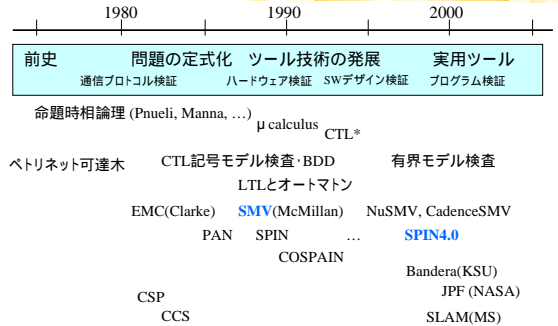 1980 1990 2000
前史 問題の定式化 ツール技術の発展 実用ツール
通信プロトコル検証 ハードウェア検証 SWデザイン検証 プログラム検証
命題時相論理 (Pnueli, Manna, …) μ calculus CTL*
ペトリネット可達木 CTL記号モデル検査・BDD 有界モデル検査
LTLとオートマトン
EMC(Clarke) SMV(McMillan) NuSMV, CadenceSMV
PAN SPIN … SPIN4.0
COSPAIN
Bandera(KSU)
CSP JPF (NASA)
CCS SLAM(MS)